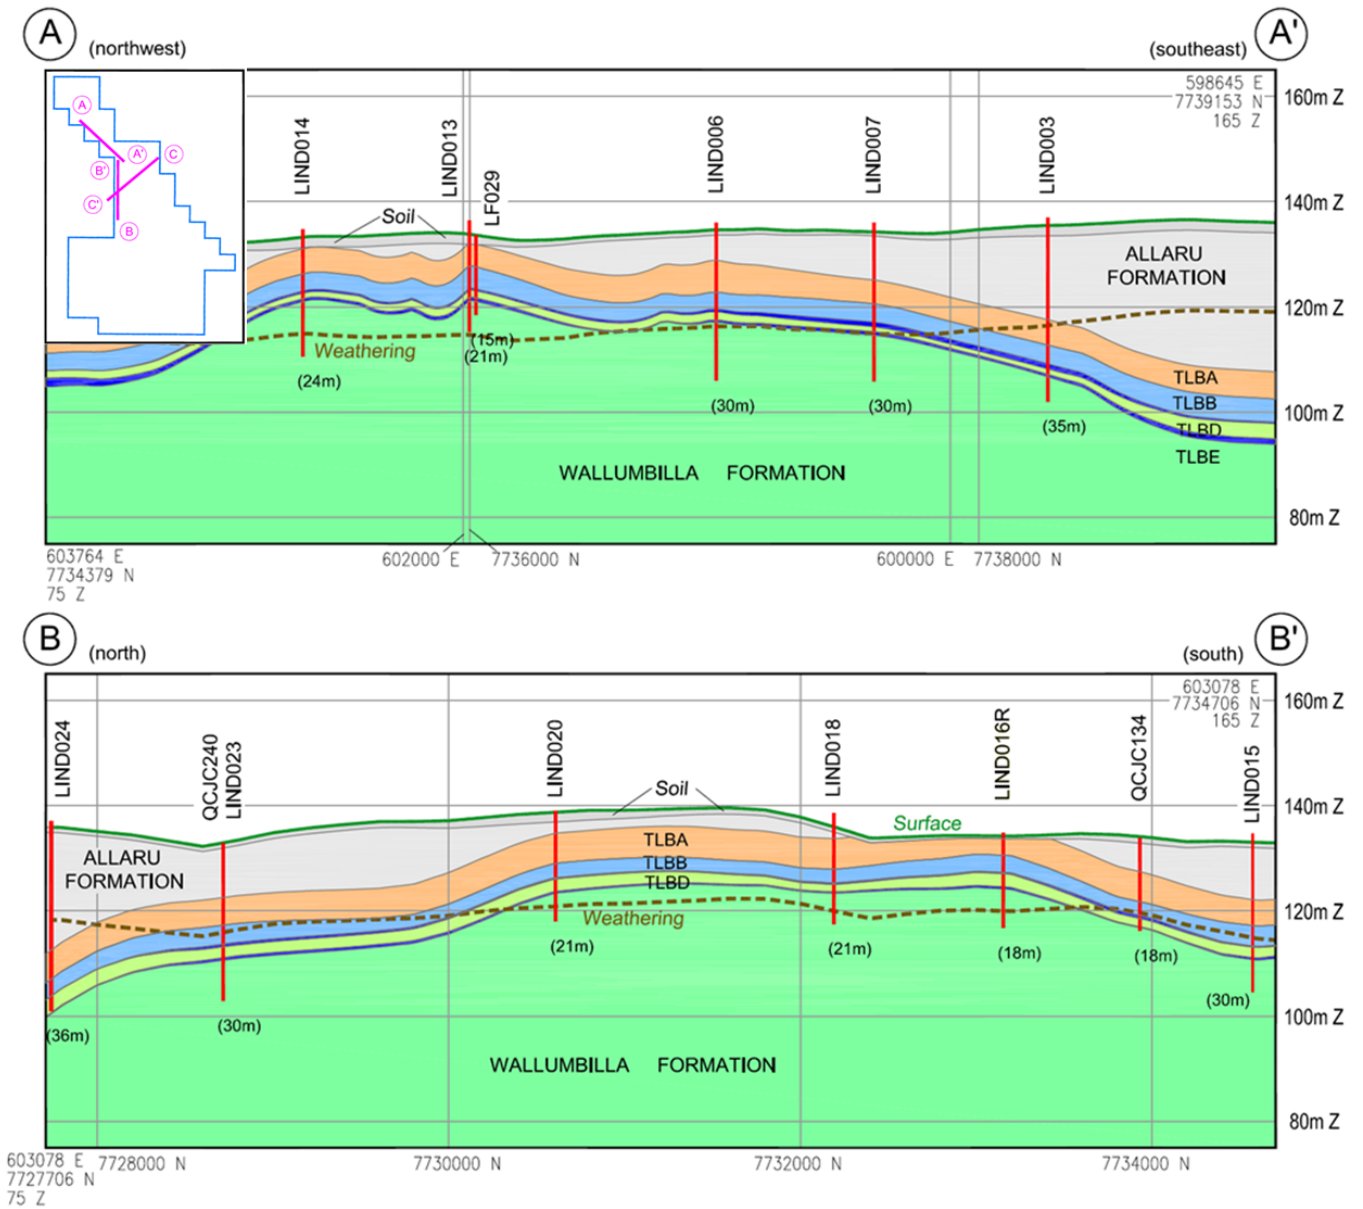 A
(northwest)
(southeast)
A'
598645 E
7739153 N
165 Z
160m Z
140m Z
120m Z
100m Z
80m Z
A
A'
C
B'
C'
B
LIND014
LIND013
LF029
LIND006
LIND007
LIND003
Soil
ALLARU
FORMATION
Weathering
(15m)
(21m)
(24m)
(30m)
(30m)
(35m)
TLBA
TLBB
TLBD
TLBE
WALLUMBILLA FORMATION
603764 E
7734379 N
75 Z
602000 E
7736000 N
600000 E
7738000 N
B
(north)
(south)
B'
603078 E
7734706 N
165 Z
160m Z
140m Z
120m Z
100m Z
80m Z
LIND024
QCJC240
LIND023
LIND020
LIND018
LIND016R
QCJC134
LIND015
Soil
Surface
ALLARU
FORMATION
TLBA
TLBB
TLBD
Weathering
(36m)
(30m)
(21m)
(21m)
(18m)
(18m)
(30m)
WALLUMBILLA FORMATION
603078 E
7727706 N
75 Z
7728000 N
7730000 N
7732000 N
7734000 N